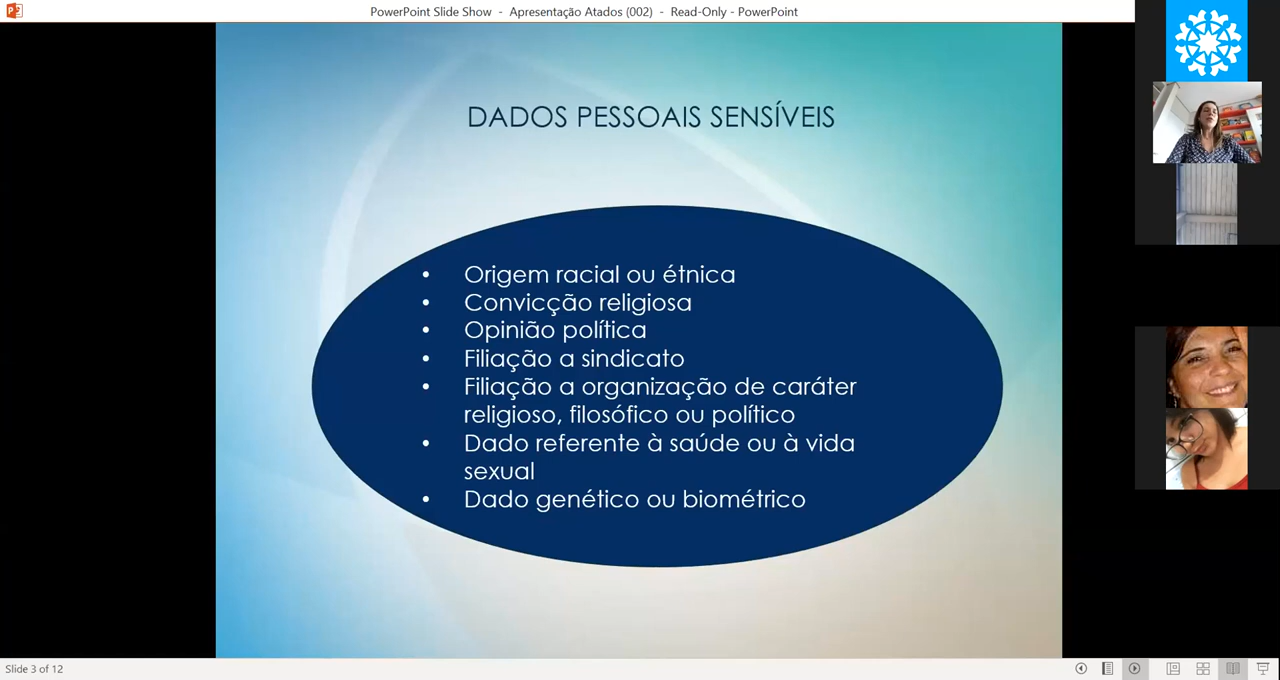 PowerPoint Slide Show - Apresentação Atados (002) - Read-Only - PowerPoint
DADOS PESSOAIS SENSÍVEIS
• Origem racial ou étnica
• Convicção religiosa
• Opinião política
• Filiação a sindicato
• Filiação a organização de caráter
religioso, filosófico ou político
• Dado referente à saúde ou à vida
sexual
• Dado genético ou biométrico
Slide 3 of 12